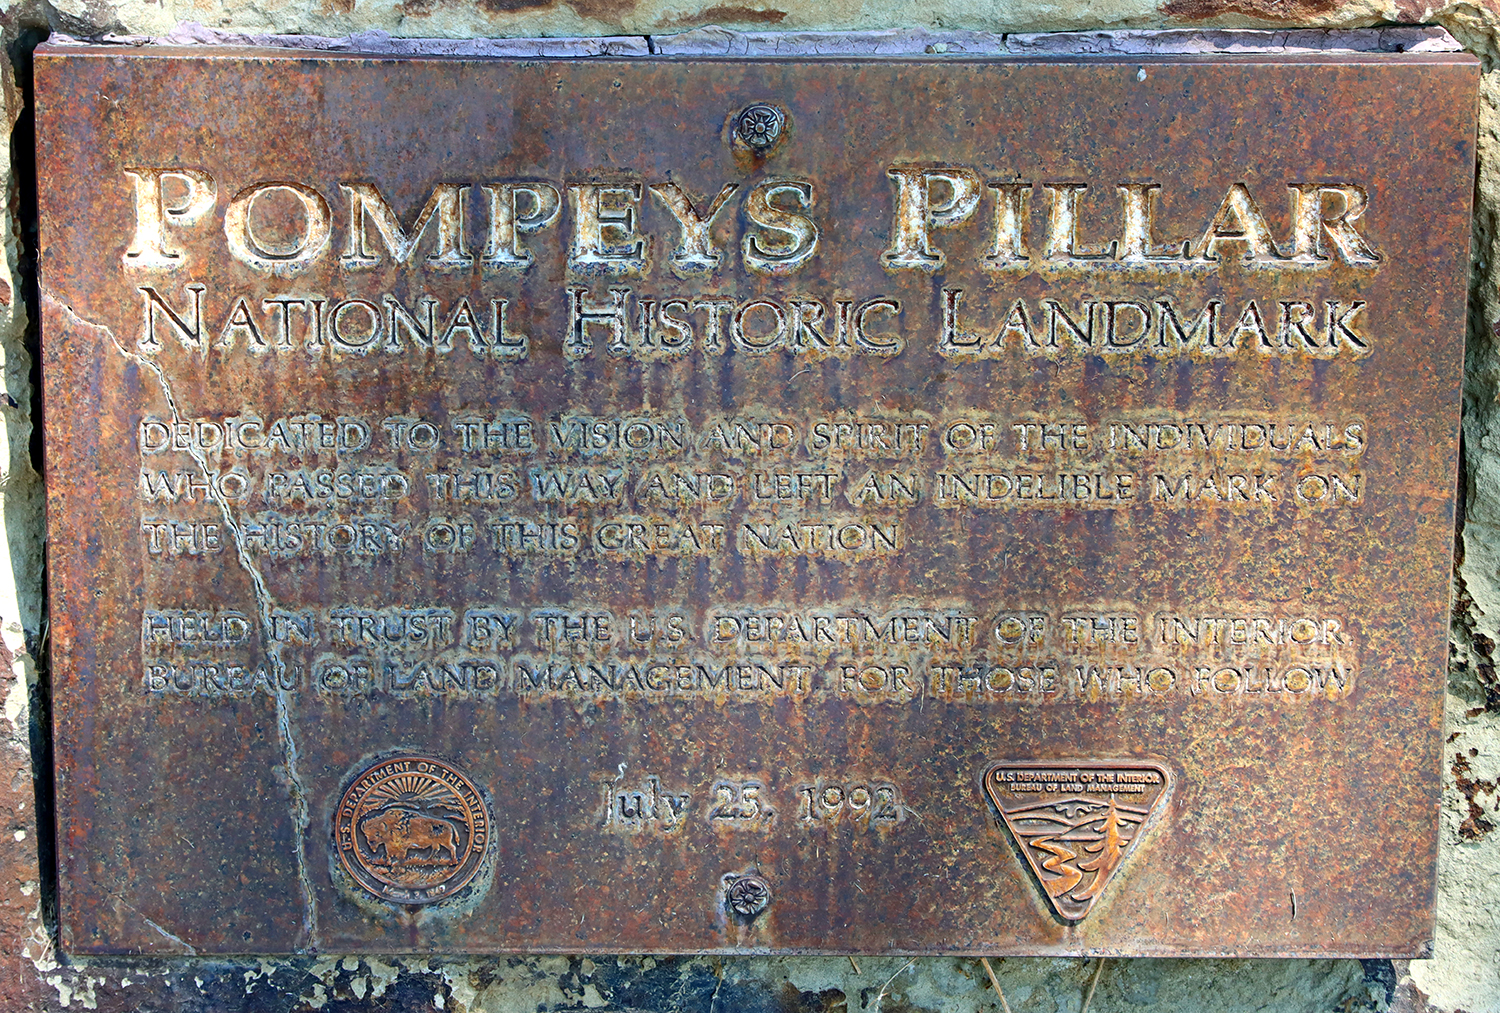 POMPEYS PILLAR
NATIONAL HISTORIC LANDMARK
DEDICATED TO THE VISION AND SPIRIT OF THE INDIVIDUALS
WHO PASSED THIS WAY AND LEFT AN INDELIBLE MARK ON
THE HISTORY OF THIS GREAT NATION
HELD IN TRUST BY THE U.S. DEPARTMENT OF THE INTERIOR,
BUREAU OF LAND MANAGEMENT, FOR THOSE WHO FOLLOW
July 25, 1992
U.S. DEPARTMENT OF THE INTERIOR
U.S. DEPARTMENT OF THE INTERIOR
BUREAU OF LAND MANAGEMENT